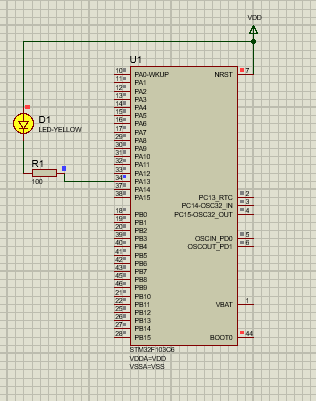 VDD
U1
10 PA0-WKUP NRST 7
11 PA1
12 PA2
13 PA3
14 PA4
15 PA5
16 PA6
17 PA7
29 PA8
30 PA9
31 PA10
32 PA11
33 PA12
34 PA13
37 PA14
38 PA15
PC13_RTC 2
PC14-OSC32_IN 3
PC15-OSC32_OUT 4
18 PB0
19 PB1
20 PB2
39 PB3
40 PB4
41 PB5
42 PB6
43 PB7
45 PB8
46 PB9
21 PB10
22 PB11
25 PB12
26 PB13
27 PB14
28 PB15
OSCIN_PD0 5
OSCOUT_PD1 6
VBAT 1
BOOT0 44
D1
LED-YELLOW
R1
100
STM32F103C6
VDDA=VDD
VSSA=VSS